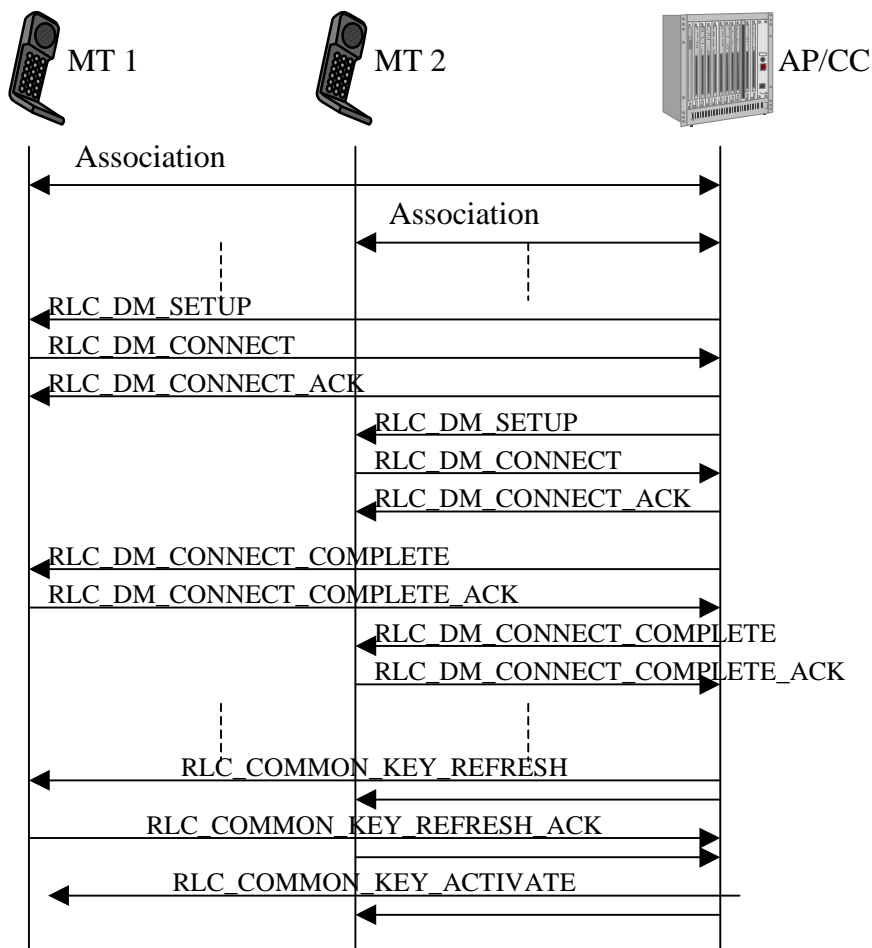 MT 1
MT 2
AP/CC
Association
Association
RLC_DM_SETUP
RLC_DM_CONNECT
RLC_DM_CONNECT_ACK
RLC_DM_SETUP
RLC_DM_CONNECT
RLC_DM_CONNECT_ACK
RLC_DM_CONNECT_COMPLETE
RLC_DM_CONNECT_COMPLETE_ACK
RLC_DM_CONNECT_COMPLETE
RLC_DM_CONNECT_COMPLETE_ACK
RLC_COMMON_KEY_REFRESH
RLC_COMMON_KEY_REFRESH_ACK
RLC_COMMON_KEY_ACTIVATE